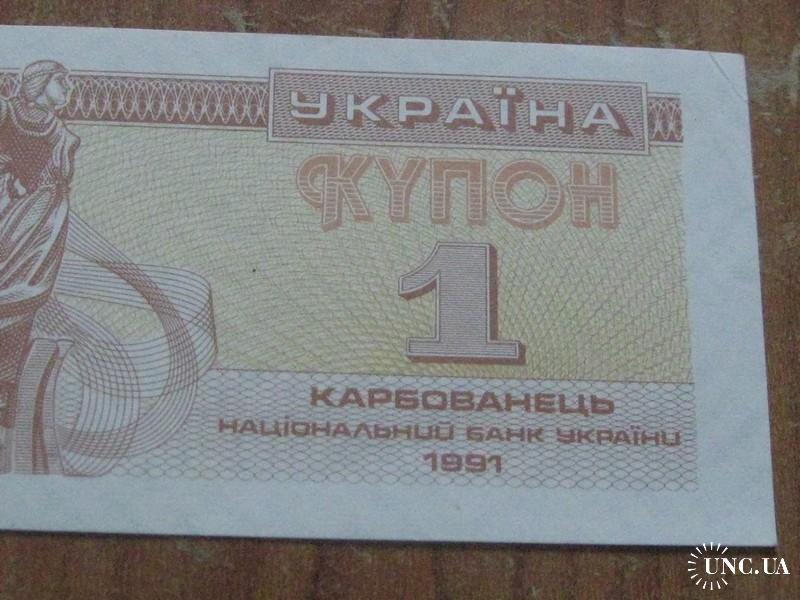 УКРАЇНА
КУПОН
1
КАРБОВАНЕЦЬ
НАЦІОНАЛЬНИЙ БАНК УКРАЇНИ
1991
UNC.UA